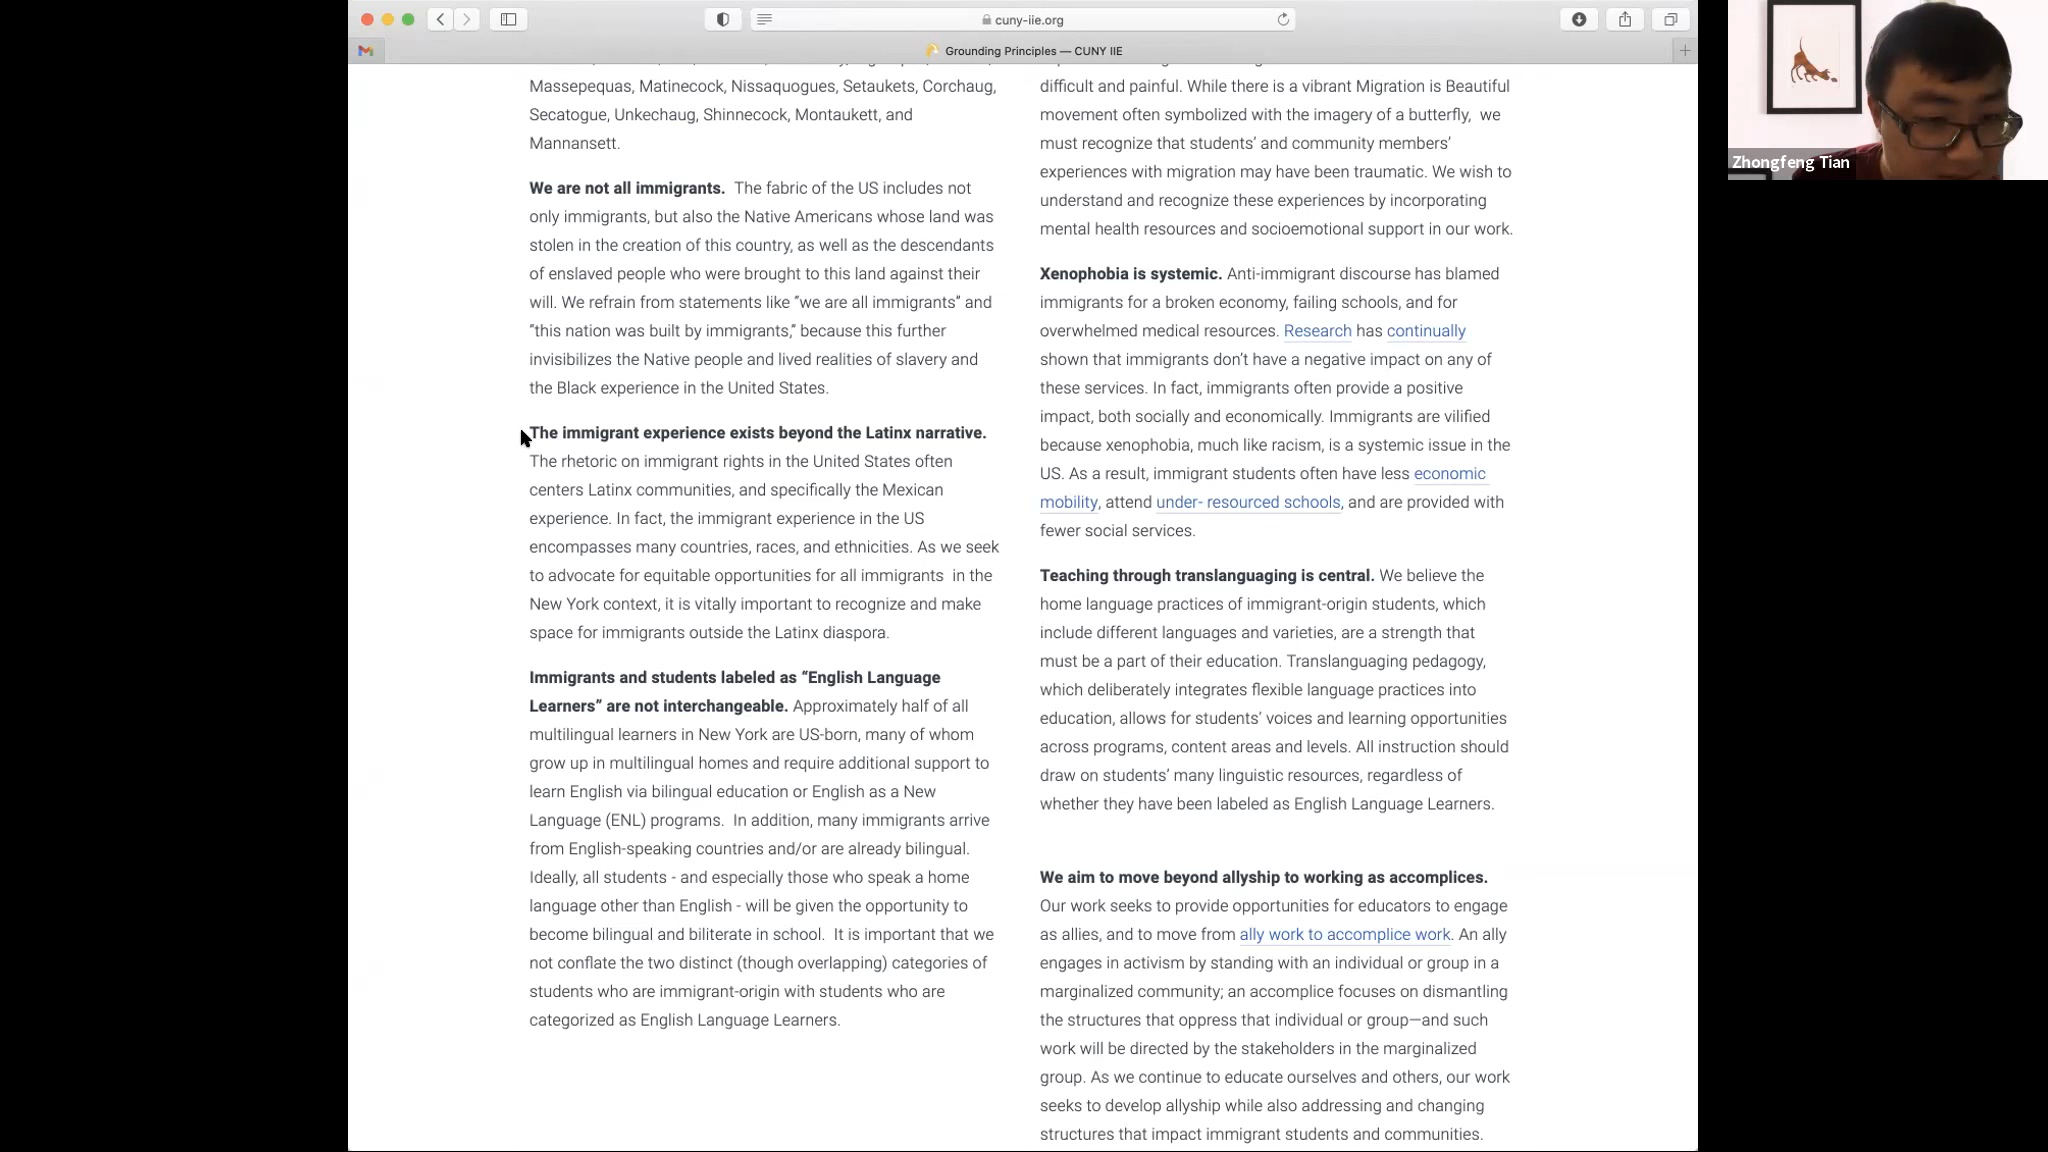 cuny-iie.org
Grounding Principles — CUNY IIE
Massepequas, Matinecock, Nissaquogues, Setaukets, Corchaug,
Secatogue, Unkechaug, Shinnecock, Montaukett, and
Mannansett.
We are not all immigrants.  The fabric of the US includes not
only immigrants, but also the Native Americans whose land was
stolen in the creation of this country, as well as the descendants
of enslaved people who were brought to this land against their
will. We refrain from statements like “we are all immigrants” and
“this nation was built by immigrants,” because this further
invisibilizes the Native people and lived realities of slavery and
the Black experience in the United States.
The immigrant experience exists beyond the Latinx narrative.
The rhetoric on immigrant rights in the United States often
centers Latinx communities, and specifically the Mexican
experience. In fact, the immigrant experience in the US
encompasses many countries, races, and ethnicities. As we seek
to advocate for equitable opportunities for all immigrants  in the
New York context, it is vitally important to recognize and make
space for immigrants outside the Latinx diaspora.
Immigrants and students labeled as “English Language
Learners” are not interchangeable. Approximately half of all
multilingual learners in New York are US-born, many of whom
grow up in multilingual homes and require additional support to
learn English via bilingual education or English as a New
Language (ENL) programs.  In addition, many immigrants arrive
from English-speaking countries and/or are already bilingual.
Ideally, all students - and especially those who speak a home
language other than English - will be given the opportunity to
become bilingual and biliterate in school.  It is important that we
not conflate the two distinct (though overlapping) categories of
students who are immigrant-origin with students who are
categorized as English Language Learners.
difficult and painful. While there is a vibrant Migration is Beautiful
movement often symbolized with the imagery of a butterfly,  we
must recognize that students’ and community members’
experiences with migration may have been traumatic. We wish to
understand and recognize these experiences by incorporating
mental health resources and socioemotional support in our work.
Xenophobia is systemic. Anti-immigrant discourse has blamed
immigrants for a broken economy, failing schools, and for
overwhelmed medical resources. Research has continually
shown that immigrants don’t have a negative impact on any of
these services. In fact, immigrants often provide a positive
impact, both socially and economically. Immigrants are vilified
because xenophobia, much like racism, is a systemic issue in the
US. As a result, immigrant students often have less economic
mobility, attend under- resourced schools, and are provided with
fewer social services.
Teaching through translanguaging is central. We believe the
home language practices of immigrant-origin students, which
include different languages and varieties, are a strength that
must be a part of their education. Translanguaging pedagogy,
which deliberately integrates flexible language practices into
education, allows for students’ voices and learning opportunities
across programs, content areas and levels. All instruction should
draw on students’ many linguistic resources, regardless of
whether they have been labeled as English Language Learners.
We aim to move beyond allyship to working as accomplices.
Our work seeks to provide opportunities for educators to engage
as allies, and to move from ally work to accomplice work. An ally
engages in activism by standing with an individual or group in a
marginalized community; an accomplice focuses on dismantling
the structures that oppress that individual or group—and such
work will be directed by the stakeholders in the marginalized
group. As we continue to educate ourselves and others, our work
seeks to develop allyship while also addressing and changing
structures that impact immigrant students and communities.
Zhongfeng Tian